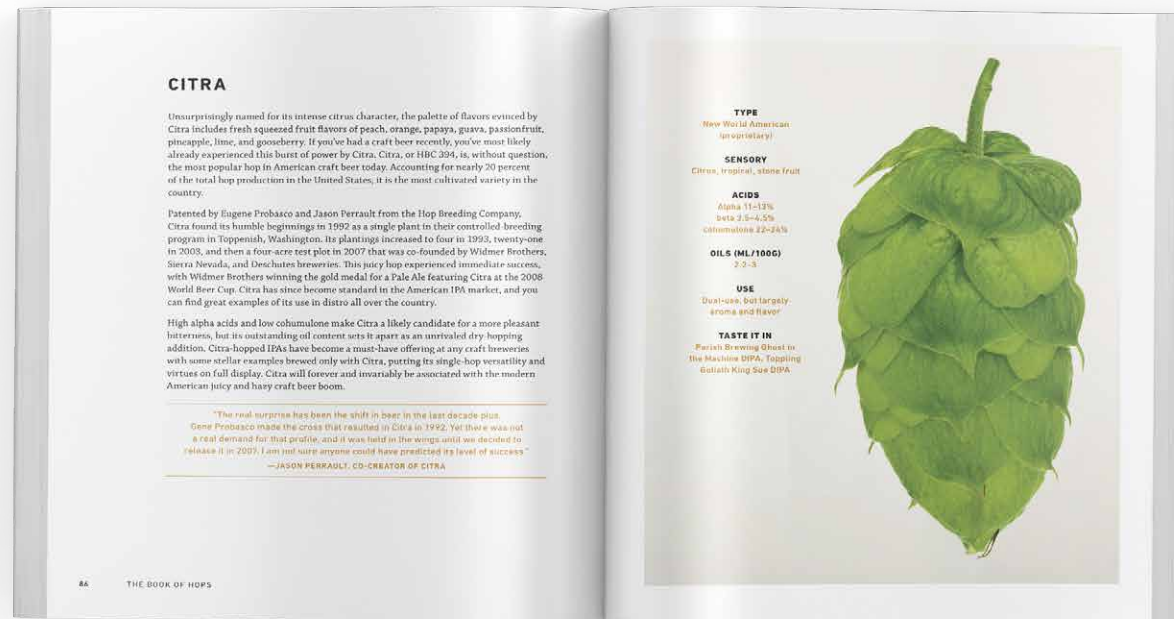 CITRA
Unsurprisingly named for its intense citrus character, the palette of flavors evinced by
Citra includes fresh squeezed fruit flavors of peach, orange, papaya, guava, passionfruit,
pineapple, lime, and gooseberry. If you've had a craft beer recently, you've most likely
already experienced this burst of power by Citra. Citra, or HBC 394, is, without question,
the most popular hop in American craft beer today. Accounting for nearly 20 percent
of the total hop production in the United States, it is the most cultivated variety in the
country.
Patented by Eugene Probasco and Jason Perrault from the Hop Breeding Company,
Citra found its humble beginnings in 1992 as a single plant in their controlled-breeding
program in Toppenish, Washington. Its plantings increased to four in 1993, twenty-one
in 2003, and then a four-acre test plot in 2007 that was co-founded by Widmer Brothers,
Sierra Nevada, and Deschutes breweries. This juicy hop experienced immediate success,
with Widmer Brothers winning the gold medal for a Pale Ale featuring Citra at the 2008
World Beer Cup. Citra has since become standard in the American IPA market, and you
can find great examples of its use in distro all over the country.
High alpha acids and low cohumulone make Citra a likely candidate for a more pleasant
bitterness, but its outstanding oil content sets it apart as an unrivaled dry-hopping
addition. Citra-hopped IPAs have become a must-have offering at any craft breweries
with some stellar examples brewed only with Citra, putting its single-hop versatility and
virtues on full display. Citra will forever and invariably be associated with the modern
American juicy and hazy craft beer boom.
"The real surprise has been the shift in beer in the last decade plus.
Gene Probasco made the cross that resulted in Citra in 1992. Yet there was not
a real demand for that profile, and it was held in the wings until we decided to
release it in 2007. I am not sure anyone could have predicted its level of success"
—JASON PERRAULT, CO-CREATOR OF CITRA
86 THE BOOK OF HOPS
TYPE
New World American
(proprietary)
SENSORY
Citrus, tropical, stone fruit
ACIDS
Alpha 11–13%
beta 3.5–4.5%
cohumulone 22–24%
OILS (ML/100G)
2.2–3
USE
Dual-use, but largely
aroma and flavor
TASTE IT IN
Parish Brewing Ghost in
the Machine DIPA, Toppling
Goliath King Sue DIPA